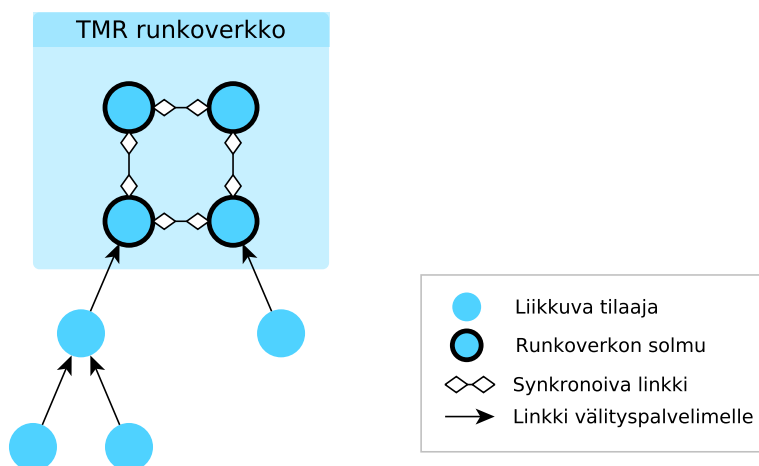 TMR runkoverkko
Liikkuva tilaaja
Runkoverkon solmu
Synkronoiva linkki
Linkki välityspalvelimelle